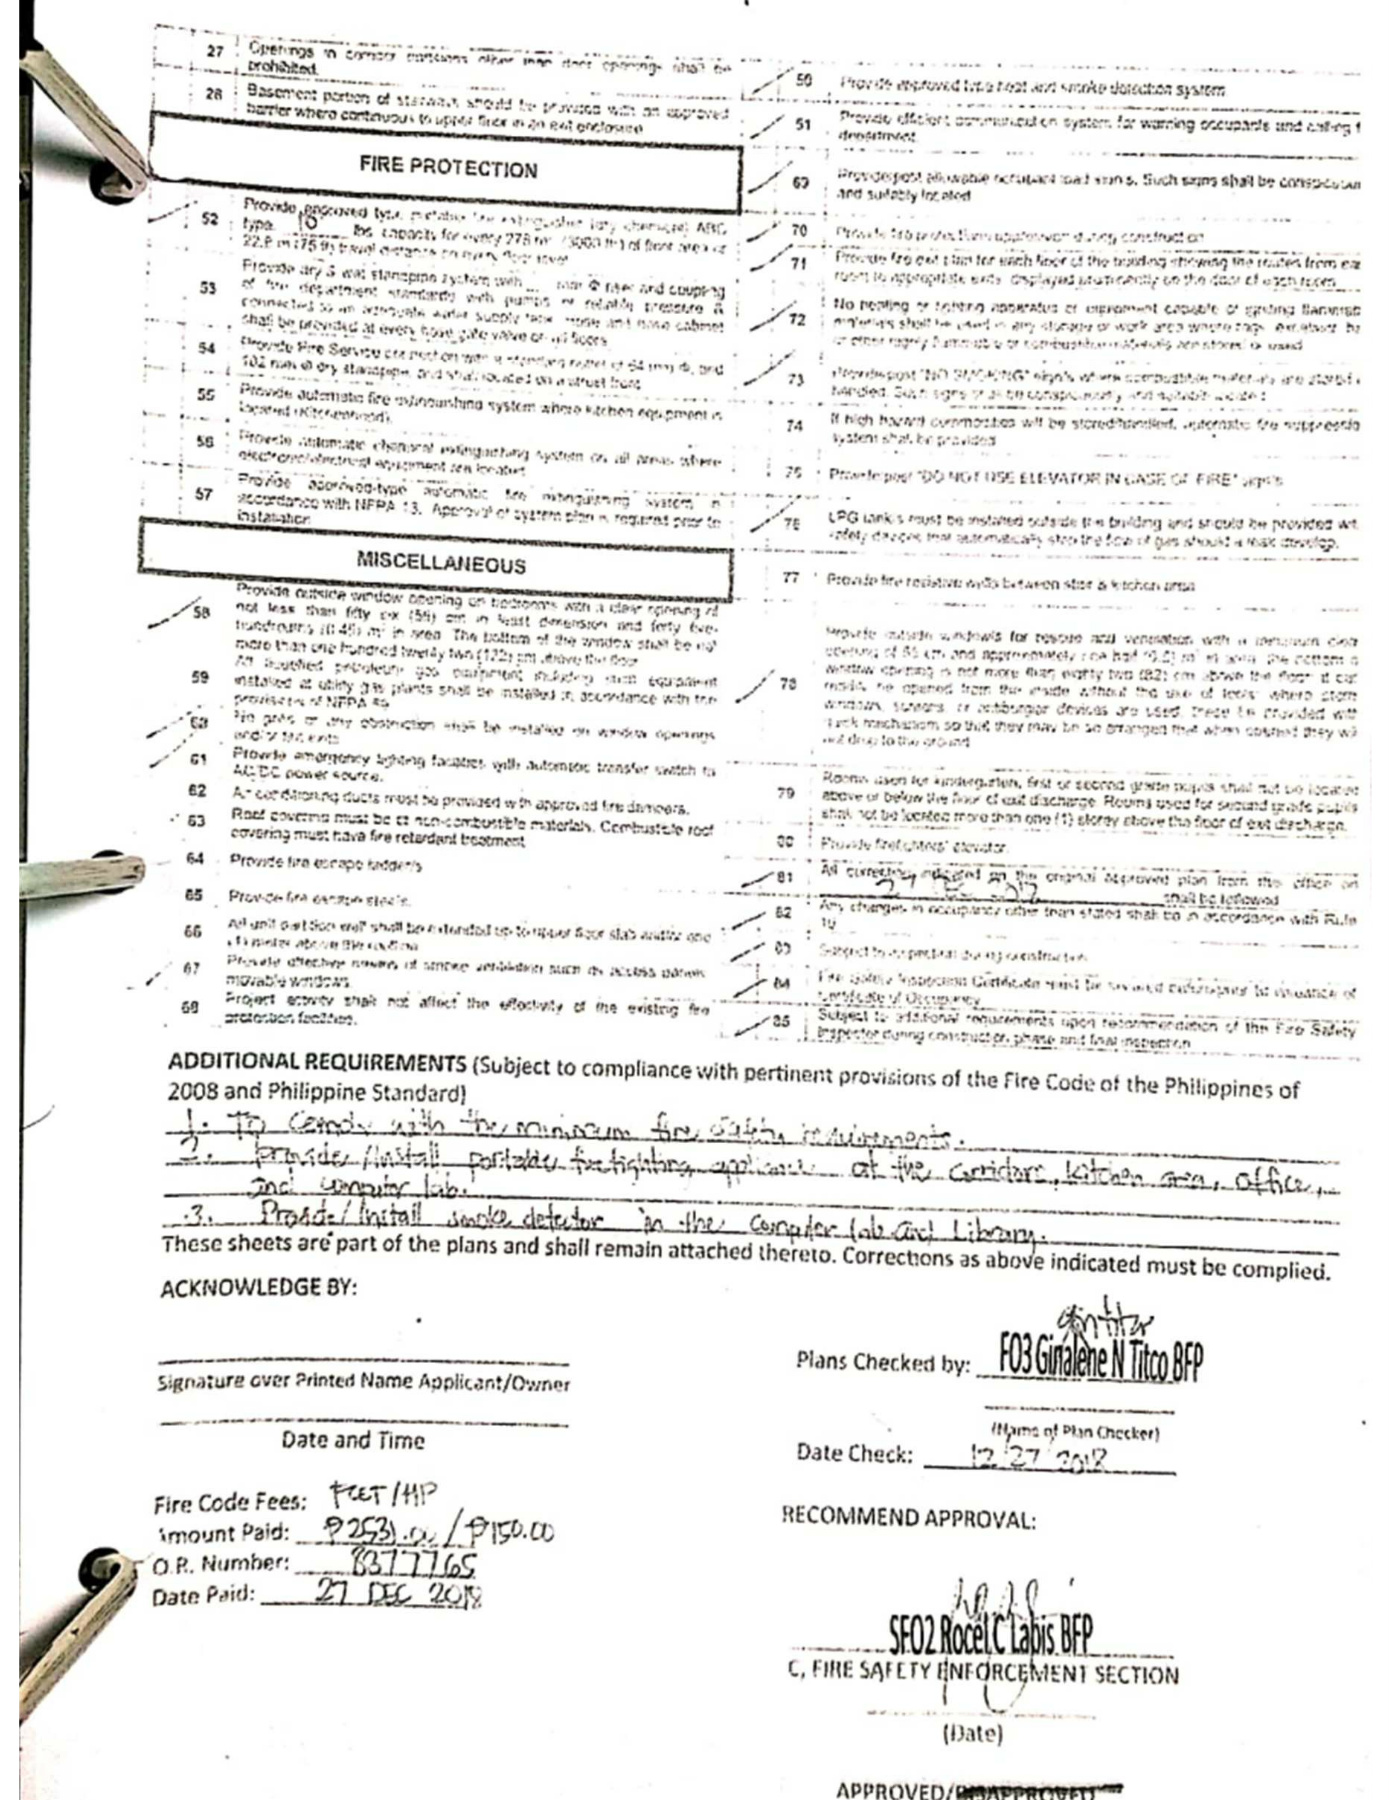 27 Openings in corridor partitions other than door openings shall be
prohibited.
28 Basement portion of stairways should be provided with an approved
barrier where continuous to upper floor in an exit enclosure
FIRE PROTECTION
52 Provide approved type portable fire extinguisher (dry chemical) ABC
type. 10 lbs. capacity for every 278 m² (3000 ft²) of floor area or
22.8 m (75 ft) travel distance on every floor level
53 Provide dry & wet standpipe system with riser and coupling
of fire department standards with pumps of reliable pressure &
connected to an adequate water supply tank. Hose and hose cabinet
shall be provided at every hose gate valve on all floors
54 Provide Fire Service connection with a standard outlet of 64 mm Φ, and
102 mm Φ dry standpipe, and shall located on a street front
55 Provide automatic fire extinguishing system where kitchen equipment is
located (Kitchenhood).
56 Provide automatic chemical extinguishing system on all areas where
electronic/electrical equipment are located
57 Provide approved-type automatic fire extinguishing system in
accordance with NFPA 13. Approval of system plan is required prior to
installation
MISCELLANEOUS
58 Provide outside window opening on bedrooms with a clear opening of
not less than fifty six (56) cm in least dimension and forty five-
hundredths (0.45) m² in area. The bottom of the window shall be not
more than one hundred twenty two (122) cm above the floor
59 All liquefied petroleum gas equipment including such equipment
installed at utility gas plants shall be installed in accordance with the
provisions of NFPA 59
60 No grills or any obstruction shall be installed on window openings
and/or fire exits
61 Provide emergency lighting facilities with automatic transfer switch to
AC/DC power source.
62 Air conditioning ducts must be provided with approved fire dampers.
63 Roof covering must be of non-combustible materials. Combustible roof
covering must have fire retardant treatment
64 Provide fire escape ladder/s
65 Provide fire escape stair/s.
66 All unit partition wall shall be extended up to upper floor slab and/or one
(1) meter above the roofline
67 Provide effective means of smoke ventilation such as access panels
movable windows.
68 Project activity shall not affect the effectivity of the existing fire
protection facilities.
50 Provide approved type heat and smoke detection system
51 Provide efficient communication system for warning occupants and calling f
department.
69 Provide/post allowable occupant load sign/s. Such signs shall be conspicuou
and suitably located
70 Provide fire protection supervision during construction
71 Provide fire exit plan for each floor of the building showing the routes from ea
room to appropriate exits, displayed prominently on the door of each room
72 No heating or lighting apparatus or equipment capable of igniting flammab
materials shall be used in any storage or work area where
or other highly flammable or combustible materials are stored or used
73 Provide/post "NO SMOKING" sign/s where combustible materials are stored
handled. Such signs shall be conspicuously and suitable located
74 If high hazard commodities will be stored/handled, automatic fire suppressio
system shall be provided
75 Provide/post "DO NOT USE ELEVATOR IN CASE OF FIRE" sign/s
76 LPG tank/s must be installed outside the building and should be provided wit
safety devices that automatically stop the flow of gas should a leak develop.
77 Provide fire resistive walls between stair & kitchen area
78 Provide outside windows for rescue and ventilation with a minimum clear
opening of 56 cm and approximately one half (0.5) m² in area, the bottom o
window opening is not more than eighty two (82) cm above the floor; it can
readily be opened from the inside without the use of tools; where storm
windows, screens, or antiburglar devices are used, these be provided with
quick mechanism so that they may be so arranged that when opened they wil
not drop to the ground
79 Rooms used for kindergarten, first or second grade pupils shall not be located
above or below the floor of exit discharge. Rooms used for second grade pupils
shall not be located more than one (1) storey above the floor of exit discharge.
80 Provide firefighters' elevator.
81 All correction indicated on the original approved plan from this office on
shall be followed
82 Any changes in occupancy other than stated shall be in accordance with Rule
10
83 Subject to inspection during construction
84 Fire Safety Inspection Certificate must be secured prior to issuance of
Certificate of Occupancy
85 Subject to additional requirements upon recommendation of the Fire Safety
Inspector during construction phase and final inspection
ADDITIONAL REQUIREMENTS (Subject to compliance with pertinent provisions of the Fire Code of the Philippines of
2008 and Philippine Standard)
1. To Comply with the minimum fire safety requirements.
2. Provide/Install portable firefighting appliance at the corridors, kitchen area, office,
and computer lab.
3. Provide/Install smoke detector in the computer lab and Library.
These sheets are part of the plans and shall remain attached thereto. Corrections as above indicated must be complied.
ACKNOWLEDGE BY:
Signature over Printed Name Applicant/Owner
Date and Time
Fire Code Fees: FCCT/HP
Amount Paid: ₱2531.00/₱150.00
O.R. Number: 8377765
Date Paid: 27 DEC 2018
Plans Checked by: FO3 Ginalene N Titco BFP
(Name of Plan Checker)
Date Check: 12/27/2018
RECOMMEND APPROVAL:
SFO2 Rocel C Labis BFP
C, FIRE SAFETY ENFORCEMENT SECTION
(Date)
APPROVED/DISAPPROVED